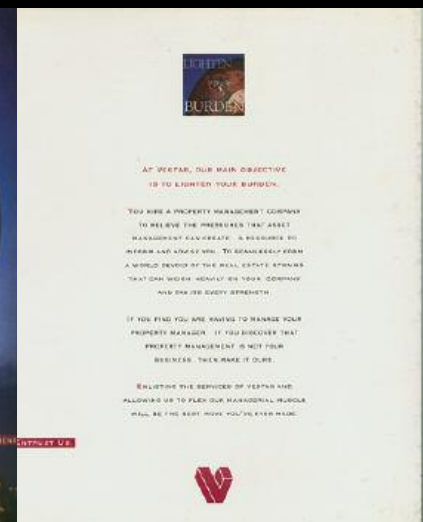 LIGHTEN
YOUR
BURDEN
AT VESTAR, OUR MAIN OBJECTIVE
IS TO LIGHTEN YOUR BURDEN.
YOU HIRE A PROPERTY MANAGEMENT COMPANY
TO RELIEVE THE PRESSURES THAT ASSET
MANAGEMENT CAN CREATE. A RESOURCE TO
INFORM AND ADVISE YOU. TO
A WORLD DEVOID OF THE REAL ESTATE STRAINS
THAT CAN WEIGH HEAVILY ON YOUR COMPANY
AND TAX ITS EVERY STRENGTH.
IF YOU FIND YOU ARE HAVING TO MANAGE YOUR
PROPERTY MANAGER. IF YOU DISCOVER THAT
PROPERTY MANAGEMENT IS NOT YOUR
BUSINESS. THEN MAKE IT OURS.
ENLISTING THE SERVICES OF VESTAR AND
ALLOWING US TO FLEX OUR MANAGERIAL MUSCLE
WILL BE THE BEST MOVE YOU'VE EVER MADE.
ENTRUST US.